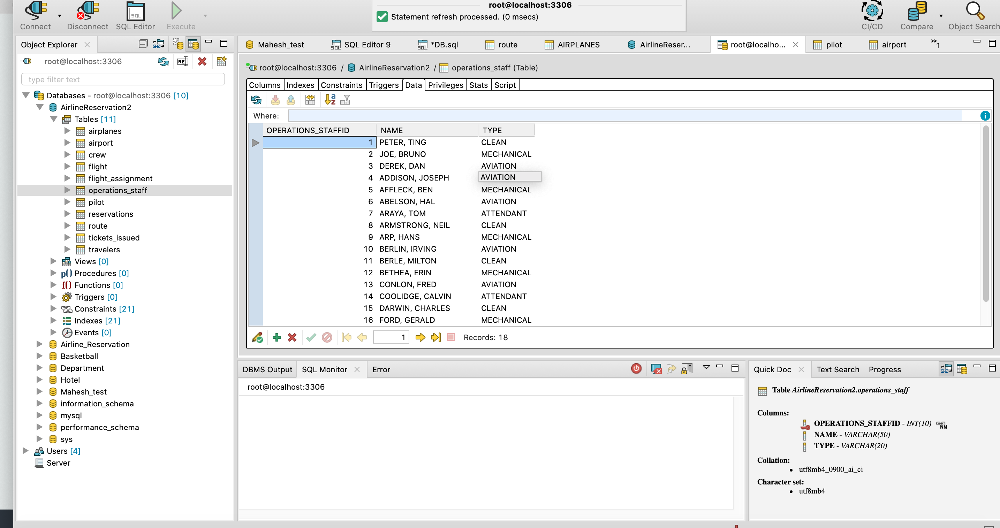 root@localhost:3306
Statement refresh processed. (0 msecs)
Connect
Disconnect
SQL
SQL Editor
Execute
CI/CD
Compare
Object Search
Object Explorer
root@localhost:3306
type filter text
Databases - root@localhost:3306 [10]
AirlineReservation2
Tables [11]
airplanes
airport
crew
flight
flight_assignment
operations_staff
pilot
reservations
route
tickets_issued
travelers
Views [0]
p() Procedures [0]
f() Functions [0]
Triggers [0]
Constraints [21]
Indexes [21]
Events [0]
Airline_Reservation
Basketball
Department
Hotel
Mahesh_test
information_schema
mysql
performance_schema
sys
Users [4]
Server
Mahesh_test
SQL Editor 9
*DB.sql
route
AIRPLANES
AirlineReser...
root@localho...
pilot
airport
»1
root@localhost:3306 / AirlineReservation2 / operations_staff (Table)
Columns Indexes Constraints Triggers Data Privileges Stats Script
Where:
OPERATIONS_STAFFID NAME TYPE
1 PETER, TING CLEAN
2 JOE, BRUNO MECHANICAL
3 DEREK, DAN AVIATION
4 ADDISON, JOSEPH AVIATION
5 AFFLECK, BEN MECHANICAL
6 ABELSON, HAL AVIATION
7 ARAYA, TOM ATTENDANT
8 ARMSTRONG, NEIL CLEAN
9 ARP, HANS MECHANICAL
10 BERLIN, IRVING AVIATION
11 BERLE, MILTON CLEAN
12 BETHEA, ERIN MECHANICAL
13 CONLON, FRED AVIATION
14 COOLIDGE, CALVIN ATTENDANT
15 DARWIN, CHARLES CLEAN
16 FORD, GERALD MECHANICAL
1
Records: 18
DBMS Output SQL Monitor Error
root@localhost:3306
Quick Doc Text Search Progress
Table AirlineReservation2.operations_staff
Columns:
OPERATIONS_STAFFID - INT(10) NN
NAME - VARCHAR(50)
TYPE - VARCHAR(20)
Collation:
• utf8mb4_0900_ai_ci
Character set:
• utf8mb4